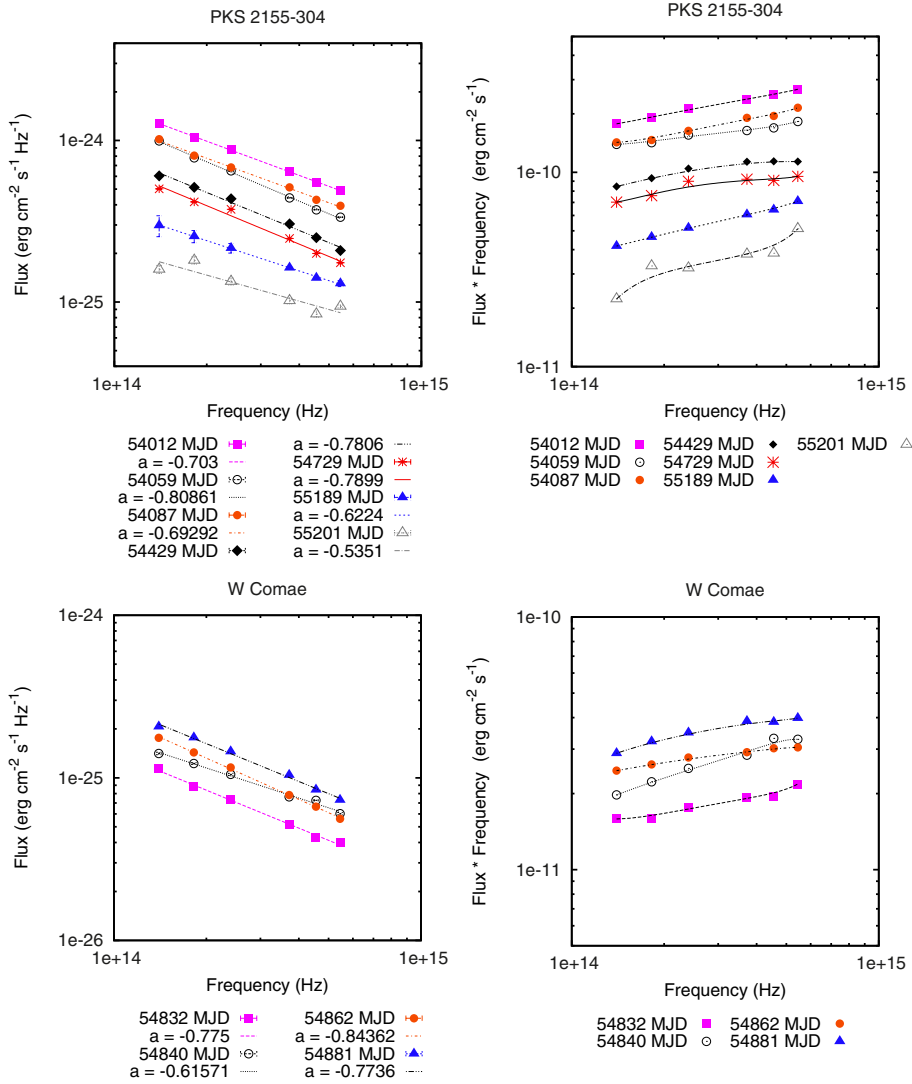 PKS 2155-304
1e-24
1e-25
Flux (erg cm-2 s-1 Hz-1)
1e+14
1e+15
Frequency (Hz)
54012 MJD
a = -0.703
54059 MJD
a = -0.80861
54087 MJD
a = -0.69292
54429 MJD
a = -0.7806
54729 MJD
a = -0.7899
55189 MJD
a = -0.6224
55201 MJD
a = -0.5351
PKS 2155-304
1e-10
1e-11
Flux * Frequency (erg cm-2 s-1)
1e+14
1e+15
Frequency (Hz)
54012 MJD
54059 MJD
54087 MJD
54429 MJD
54729 MJD
55189 MJD
55201 MJD
W Comae
1e-24
1e-25
1e-26
Flux (erg cm-2 s-1 Hz-1)
1e+14
1e+15
Frequency (Hz)
54832 MJD
a = -0.775
54840 MJD
a = -0.61571
54862 MJD
a = -0.84362
54881 MJD
a = -0.7736
W Comae
1e-10
1e-11
Flux * Frequency (erg cm-2 s-1)
1e+14
1e+15
Frequency (Hz)
54832 MJD
54840 MJD
54862 MJD
54881 MJD